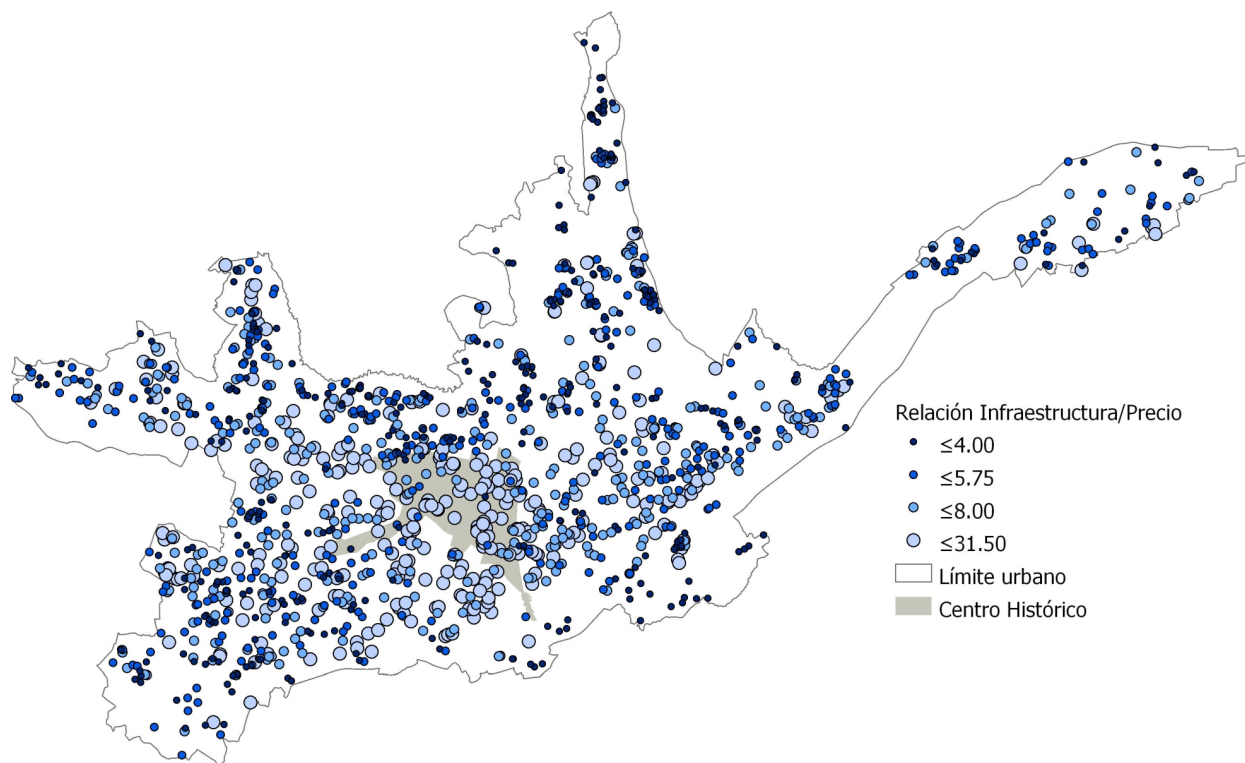 Relación Infraestructura/Precio
≤4.00
≤5.75
≤8.00
≤31.50
Límite urbano
Centro Histórico